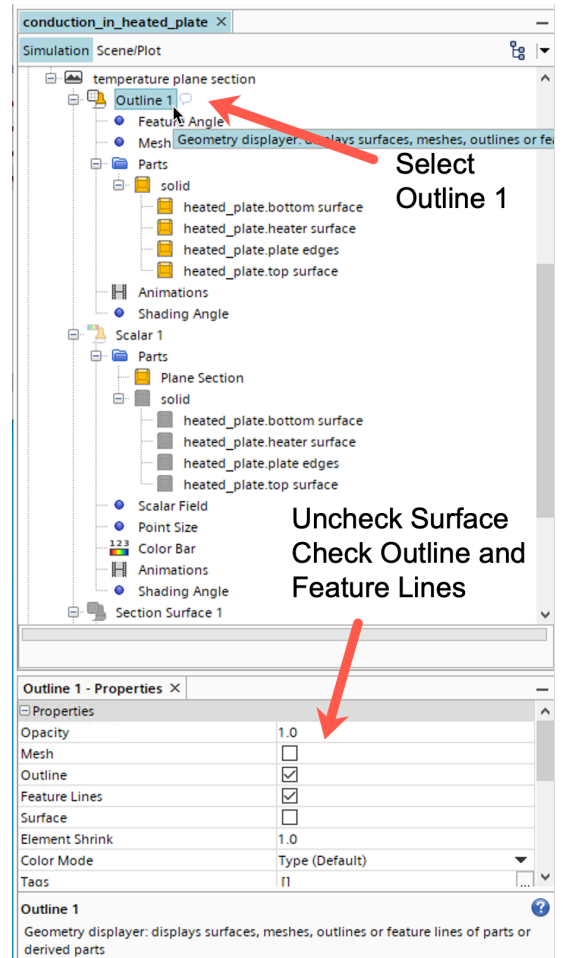 conduction_in_heated_plate ×
Simulation Scene/Plot
temperature plane section
Outline 1
Feature Angle
Mesh
Geometry displayer: displays surfaces, meshes, outlines or fea
Parts
Select
Outline 1
solid
heated_plate.bottom surface
heated_plate.heater surface
heated_plate.plate edges
heated_plate.top surface
Animations
Shading Angle
Scalar 1
Parts
Plane Section
solid
heated_plate.bottom surface
heated_plate.heater surface
heated_plate.plate edges
heated_plate.top surface
Scalar Field
Point Size
123
Color Bar
Animations
Shading Angle
Section Surface 1
Uncheck Surface
Check Outline and
Feature Lines
Outline 1 - Properties ×
Properties
Opacity 1.0
Mesh
Outline
Feature Lines
Surface
Element Shrink 1.0
Color Mode Type (Default)
Tags [] ...
Outline 1 ?
Geometry displayer: displays surfaces, meshes, outlines or feature lines of parts or
derived parts